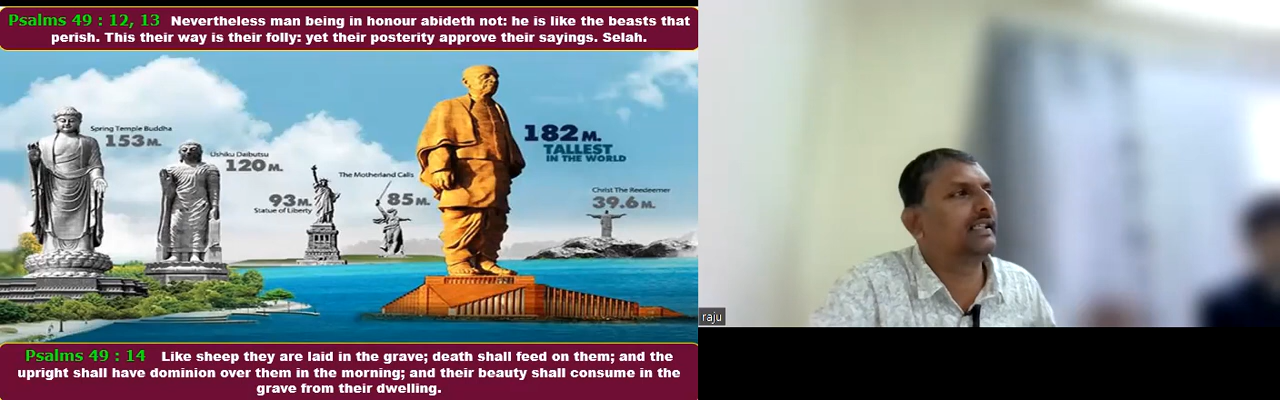 Psalms 49 : 12, 13 Nevertheless man being in honour abideth not: he is like the beasts that
perish. This their way is their folly: yet their posterity approve their sayings. Selah.
Spring Temple Buddha
153M.
Ushiku Daibutsu
120M.
93M.
Statue of Liberty
The Motherland Calls
85M.
182M.
TALLEST
IN THE WORLD
Christ The Reedeemer
39.6M.
Psalms 49 : 14 Like sheep they are laid in the grave; death shall feed on them; and the
upright shall have dominion over them in the morning; and their beauty shall consume in the
grave from their dwelling.
raju